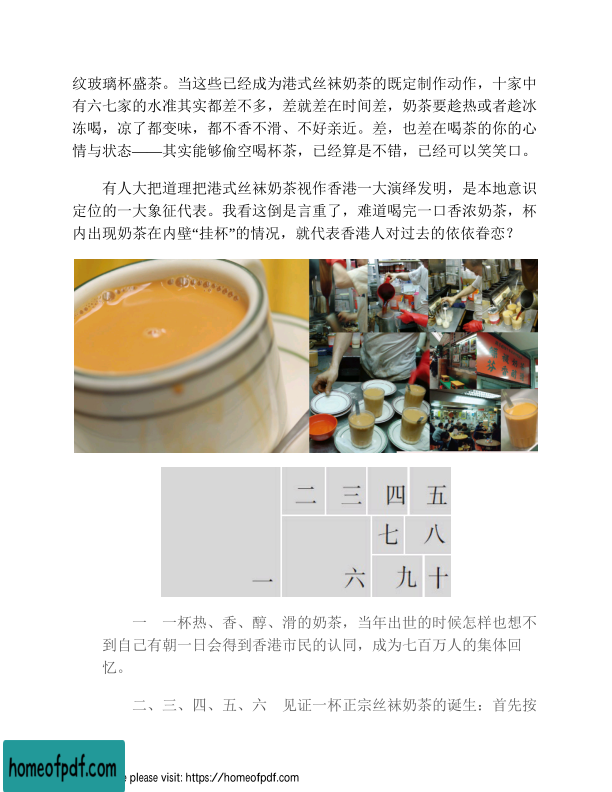 纹玻璃杯盛茶。当这些已经成为港式丝袜奶茶的既定制作动作，十家中
有六七家的水准其实都差不多，差就差在时间差，奶茶要趁热或者趁冰
冻喝，凉了都变味，都不香不滑、不好亲近。差，也差在喝茶的你的心
情与状态——其实能够偷空喝杯茶，已经算是不错，已经可以笑笑口。
有人大把道理把港式丝袜奶茶视作香港一大演绎发明，是本地意识
定位的一大象征代表。我看这倒是言重了，难道喝完一口香浓奶茶，杯
内出现奶茶在内壁“挂杯”的情况，就代表香港人对过去的依依眷恋？
二 三 四 五
七 八
一 六 九 十
一　一杯热、香、醇、滑的奶茶，当年出世的时候怎样也想不
到自己有朝一日会得到香港市民的认同，成为七百万人的集体回
忆。
二、三、四、五、六　见证一杯正宗丝袜奶茶的诞生：首先按
homeofpdf.com
e please visit: https://homeofpdf.com